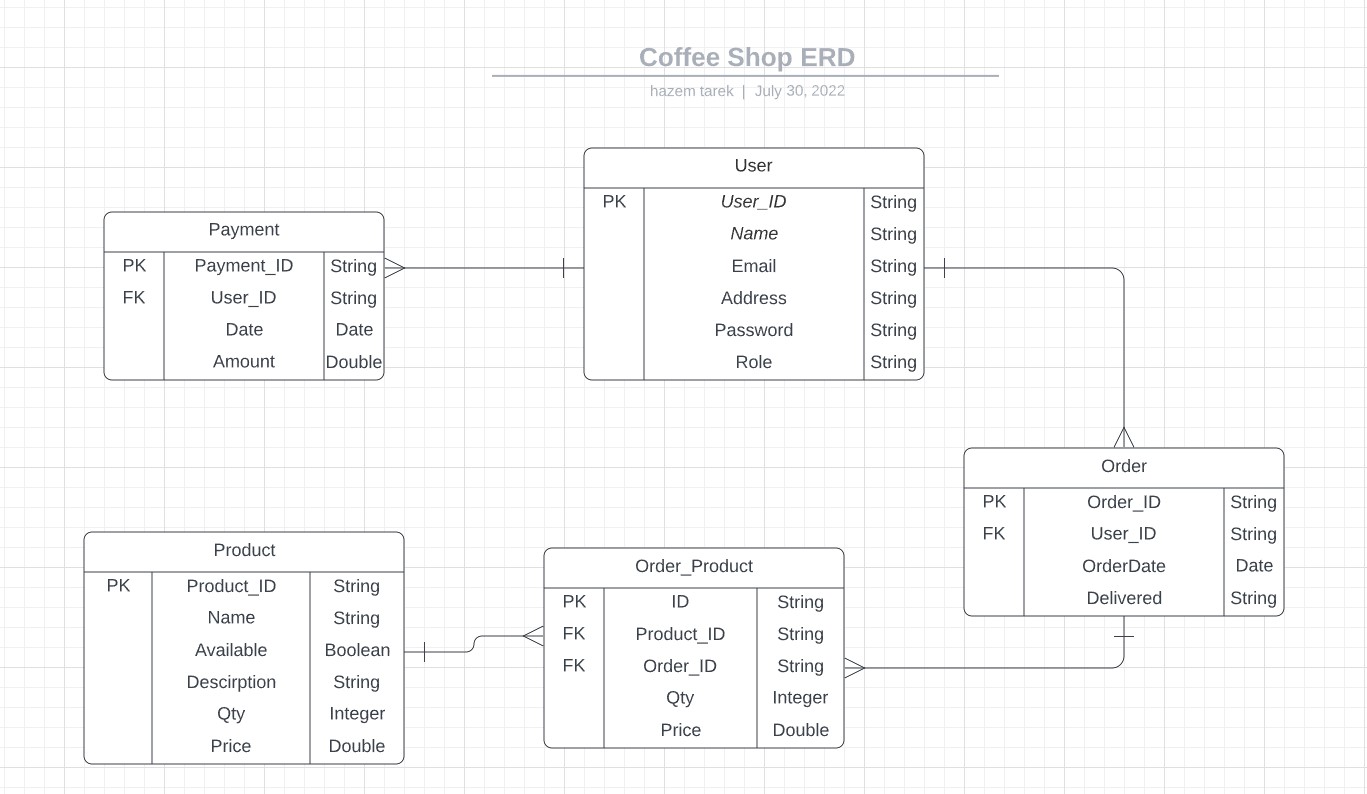 Coffee Shop ERD
hazem tarek | July 30, 2022
User
PK User_ID String
Name String
Email String
Address String
Password String
Role String
Payment
PK Payment_ID String
FK User_ID String
Date Date
Amount Double
Order
PK Order_ID String
FK User_ID String
OrderDate Date
Delivered String
Product
PK Product_ID String
Name String
Available Boolean
Descirption String
Qty Integer
Price Double
Order_Product
PK ID String
FK Product_ID String
FK Order_ID String
Qty Integer
Price Double